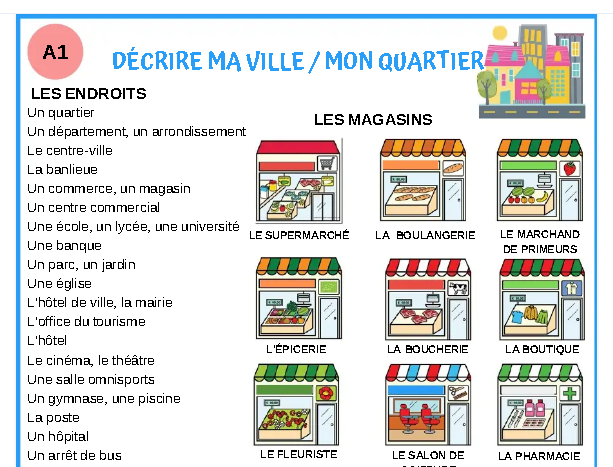 A1
DÉCRIRE MA VILLE / MON QUARTIER
LES ENDROITS
Un quartier
Un département, un arrondissement
Le centre-ville
La banlieue
Un commerce, un magasin
Un centre commercial
Une école, un lycée, une université
Une banque
Un parc, un jardin
Une église
L'hôtel de ville, la mairie
L'office du tourisme
L'hôtel
Le cinéma, le théâtre
Une salle omnisports
Un gymnase, une piscine
La poste
Un hôpital
Un arrêt de bus
LES MAGASINS
LE SUPERMARCHÉ
LA BOULANGERIE
LE MARCHAND
DE PRIMEURS
L'ÉPICERIE
LA BOUCHERIE
LA BOUTIQUE
LE FLEURISTE
LE SALON DE
LA PHARMACIE